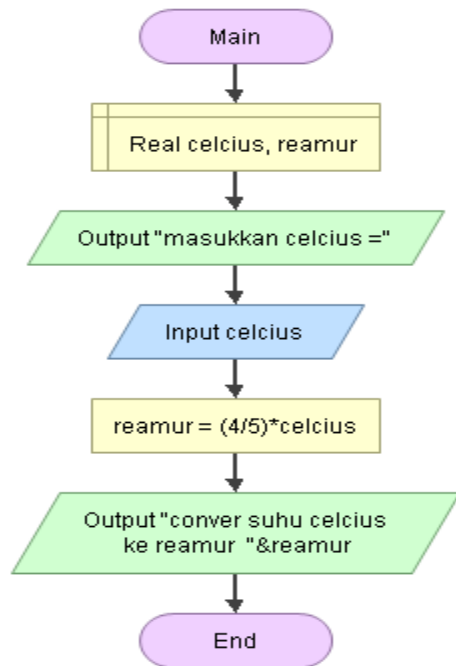 Main
Real celcius, reamur
Output "masukkan celcius ="
Input celcius
reamur = (4/5)*celcius
Output "conver suhu celcius
ke reamur  "&reamur
End